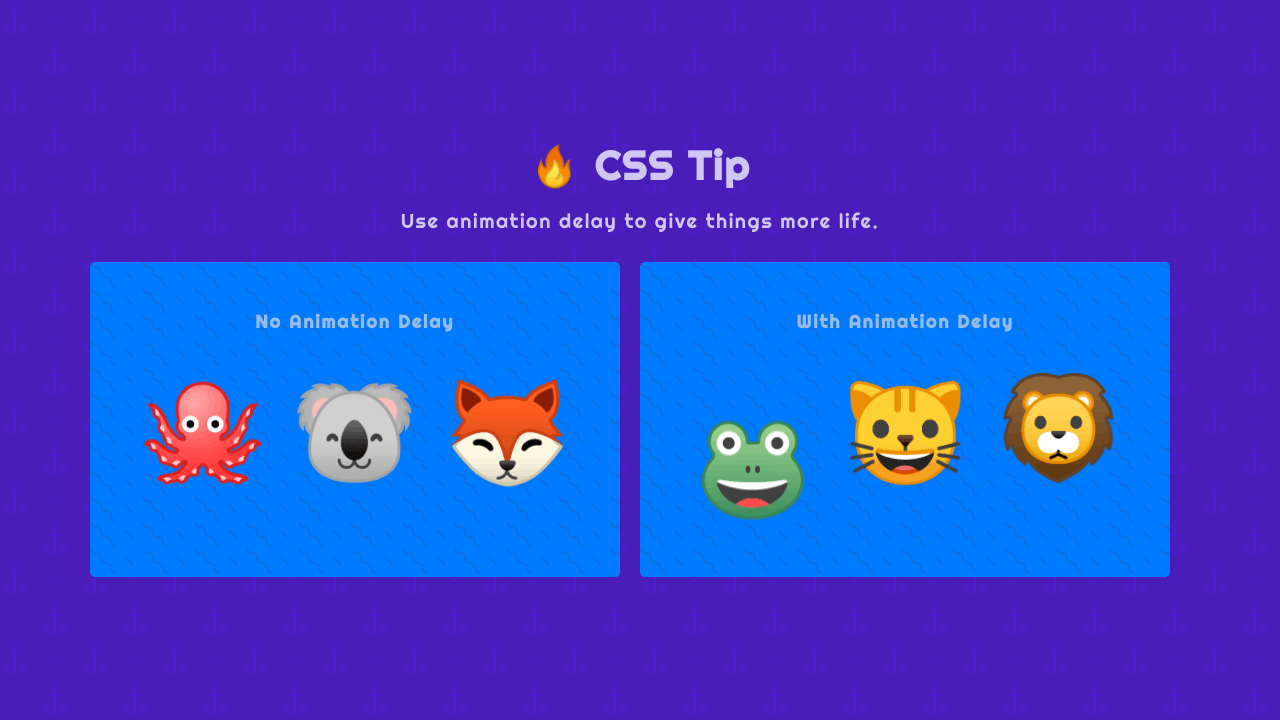 CSS Tip
Use animation delay to give things more life.
No Animation Delay
With Animation Delay